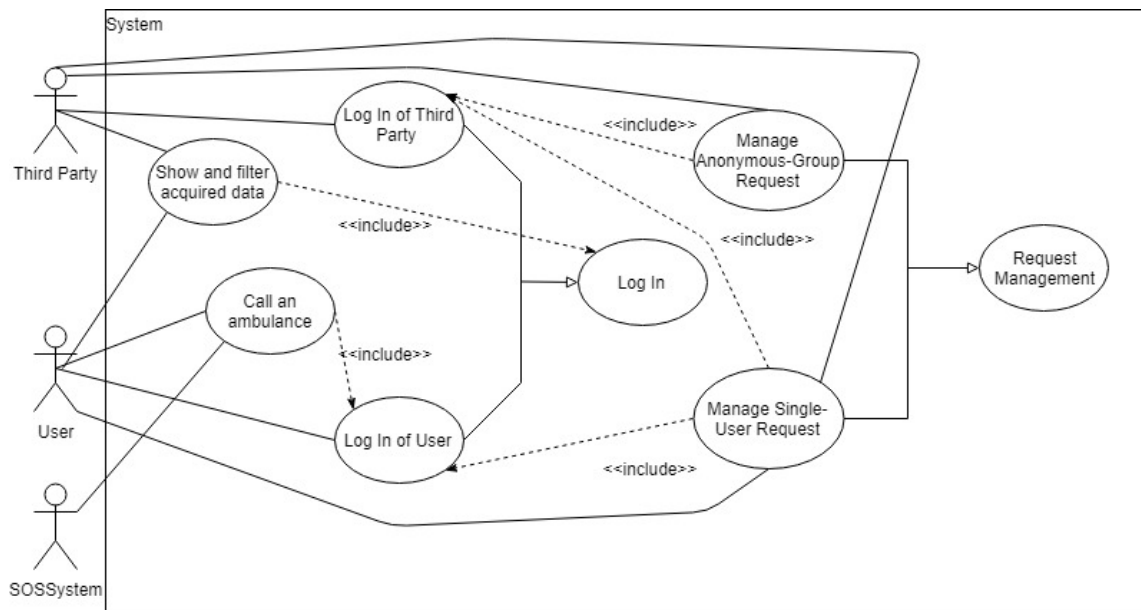 System
Third Party
Log In of Third
Party
<<include>>
Manage
Anonymous-Group
Request
Show and filter
acquired data
<<include>>
<<include>>
Request
Management
Log In
Call an
ambulance
<<include>>
User
Log In of User
Manage Single-
User Request
<<include>>
SOSSystem